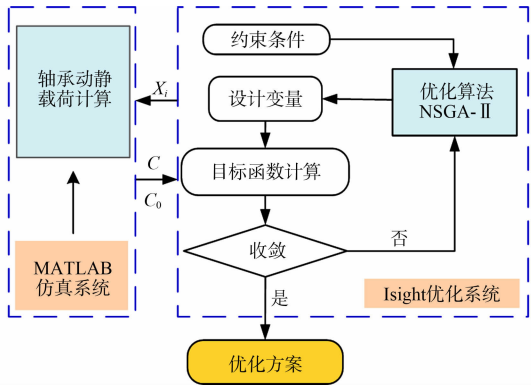 轴承动静
载荷计算
MATLAB
仿真系统
X_i
C
C_0
约束条件
设计变量
优化算法
NSGA-Ⅱ
目标函数计算
收敛
否
是
Isight优化系统
优化方案